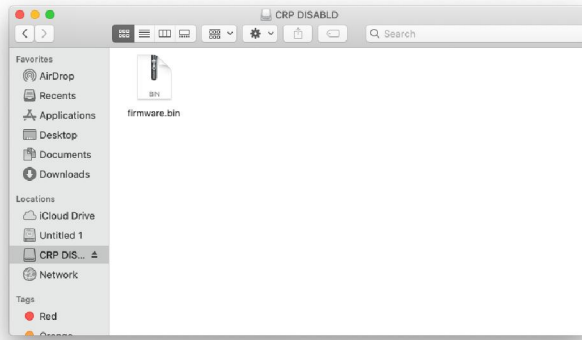 CRP DISABLD
Search
Favorites
AirDrop
Recents
Applications
Desktop
Documents
Downloads
Locations
iCloud Drive
Untitled 1
CRP DIS...
Network
Tags
Red
Orange
BIN
firmware.bin